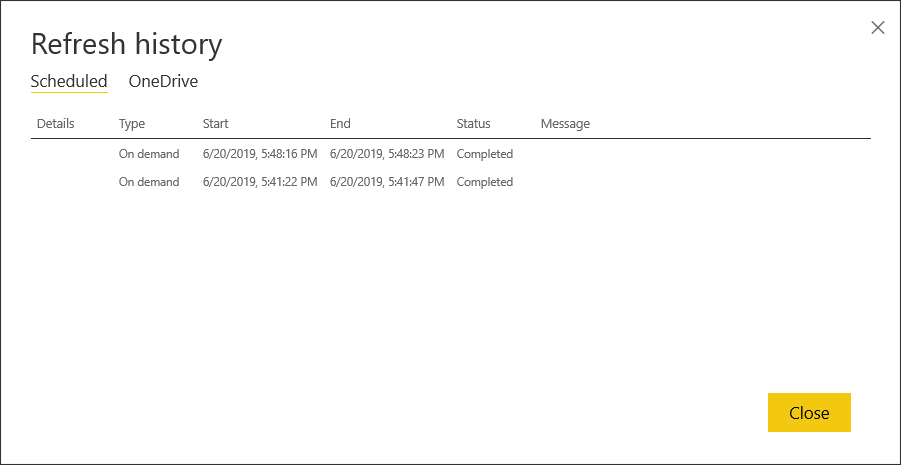 Refresh history
Scheduled OneDrive
Details Type Start End Status Message
On demand 6/20/2019, 5:48:16 PM 6/20/2019, 5:48:23 PM Completed
On demand 6/20/2019, 5:41:22 PM 6/20/2019, 5:41:47 PM Completed
Close